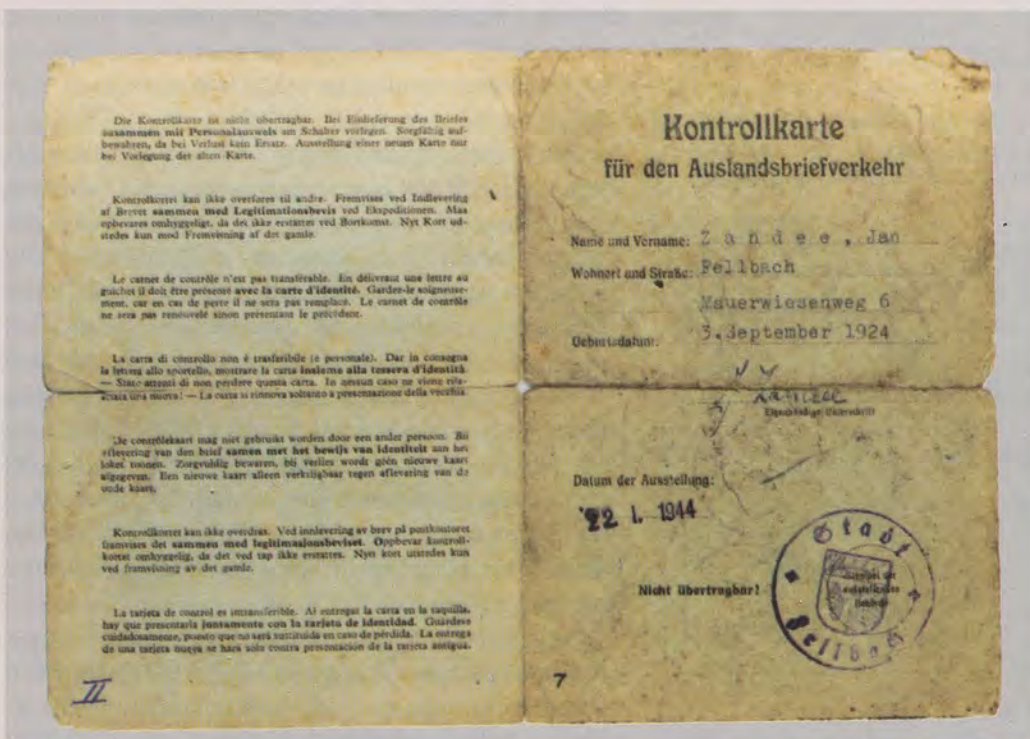 Die Kontrollkarte ist nicht übertragbar. Bei Einlieferung des Briefes
zusammen mit Personalausweis am Schalter vorlegen. Sorgfältig auf-
bewahren, da bei Verlust kein Ersatz. Ausstellung einer neuen Karte nur
bei Vorlegung der alten Karte.
Kontrolkortet kan ikke overføres til andre. Fremvises ved Indlevering
af Brevet sammen med Legitimationsbevis ved Ekspeditionen. Maa
opbevares omhyggeligt, da det ikke erstattes ved Bortkomst. Nyt Kort ud-
stedes kun mod Fremvisning af det gamle.
Le carnet de contrôle n'est pas transférable. En délivrant une lettre au
guichet il doit être présenté avec la carte d'identité. Garder-le soigneuse-
ment, car en cas de perte il ne sera pas remplacé. Le carnet de contrôle
ne sera pas renouvelé sinon présentant le précédent.
La carta di controllo non è trasferibile (è personale). Dar in consegna
la lettera allo sportello, mostrare la carta insieme alla tessera d'identità.
— State attenti di non perdere questa carta. In nessun caso ne viene rila-
sciata una nuova! — La carta si rinnova soltanto a presentazione della vecchia.
De contrôlekaart mag niet gebruikt worden door een ander persoon. Bij
aflevering van den brief samen met het bewijs van identiteit aan het
loket toonen. Zorgvuldig bewaren, bij verlies wordt geen nieuwe kaart
afgegeven. Een nieuwe kaart alleen verkrijgbaar tegen aflevering van de
oude kaart.
Kontrollkortet kan ikke overdras. Ved innlevering av brev på postkontoret
framvises det sammen med legitimasjonsbeviset. Oppbevar kontroll-
kortet omhyggelig, da det ved tap ikke erstattes. Nytt kort utstedes kun
ved framvisning av det gamle.
La tarjeta de control es intransferible. Al entregar la carta en la taquilla,
hay que presentarla juntamente con la tarjeta de identidad. Guárdese
cuidadosamente, puesto que no será sustituída en caso de pérdida. La entrega
de una tarjeta nueva se hará sólo contra presentación de la tarjeta antigua.
II
Kontrollkarte
für den Auslandsbriefverkehr
Name und Vorname: Zandee, Jan
Wohnort und Straße: Fellbach
Mauerwiesenweg 6
Geburtsdatum: 3.September 1924
Zandee
Eigenhändige Unterschrift
Datum der Ausstellung:
22 1. 1944
Nicht übertragbar!
Stadt
Stempel der
ausstellenden
Behörde
Fellbach
7